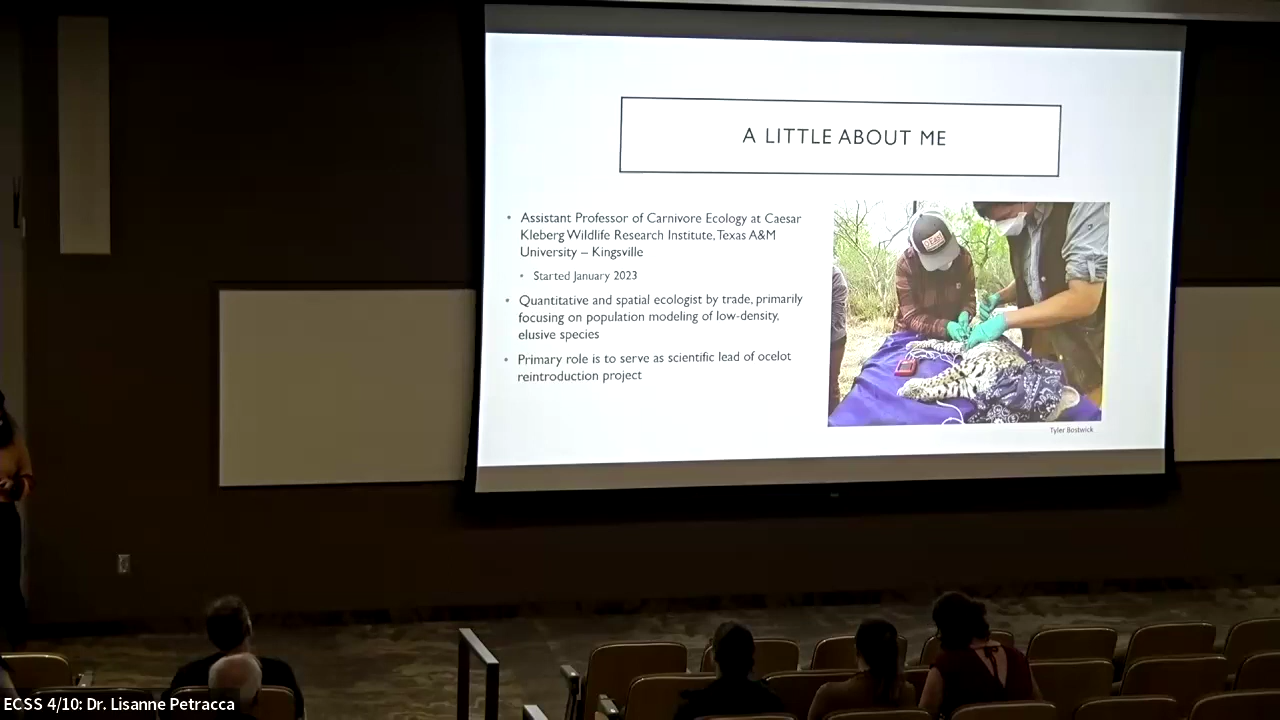 A LITTLE ABOUT ME
• Assistant Professor of Carnivore Ecology at Caesar
Kleberg Wildlife Research Institute, Texas A&M
University – Kingsville
• Started January 2023
• Quantitative and spatial ecologist by trade, primarily
focusing on population modeling of low-density,
elusive species
• Primary role is to serve as scientific lead of ocelot
reintroduction project
Tyler Bostwick
ECSS 4/10: Dr. Lisanne Petracca